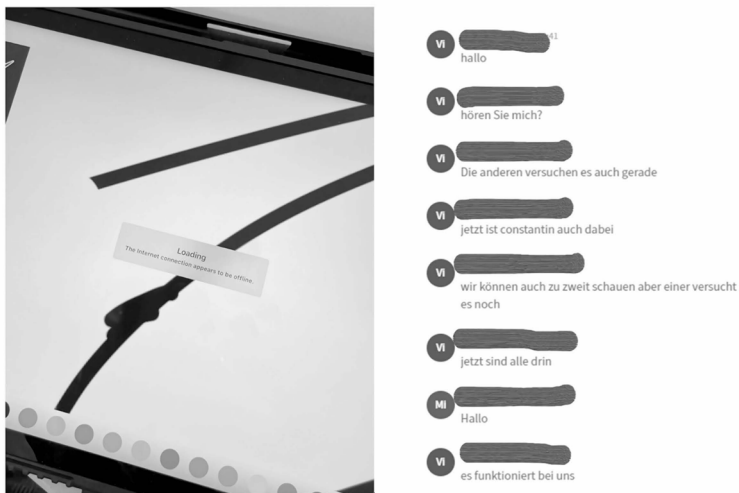 Loading
The Internet connection appears to be offline.
VI
41
hallo
VI
hören Sie mich?
VI
Die anderen versuchen es auch gerade
VI
jetzt ist constantin auch dabei
VI
wir können auch zu zweit schauen aber einer versucht
es noch
VI
jetzt sind alle drin
Mi
Hallo
VI
es funktioniert bei uns